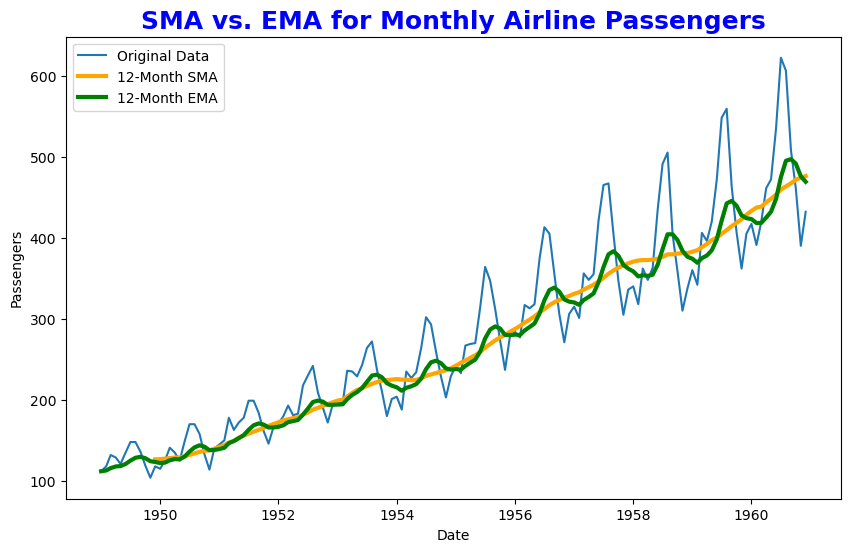 SMA vs. EMA for Monthly Airline Passengers
Original Data
12-Month SMA
12-Month EMA
Passengers
600
500
400
300
200
100
1950 1952 1954 1956 1958 1960
Date